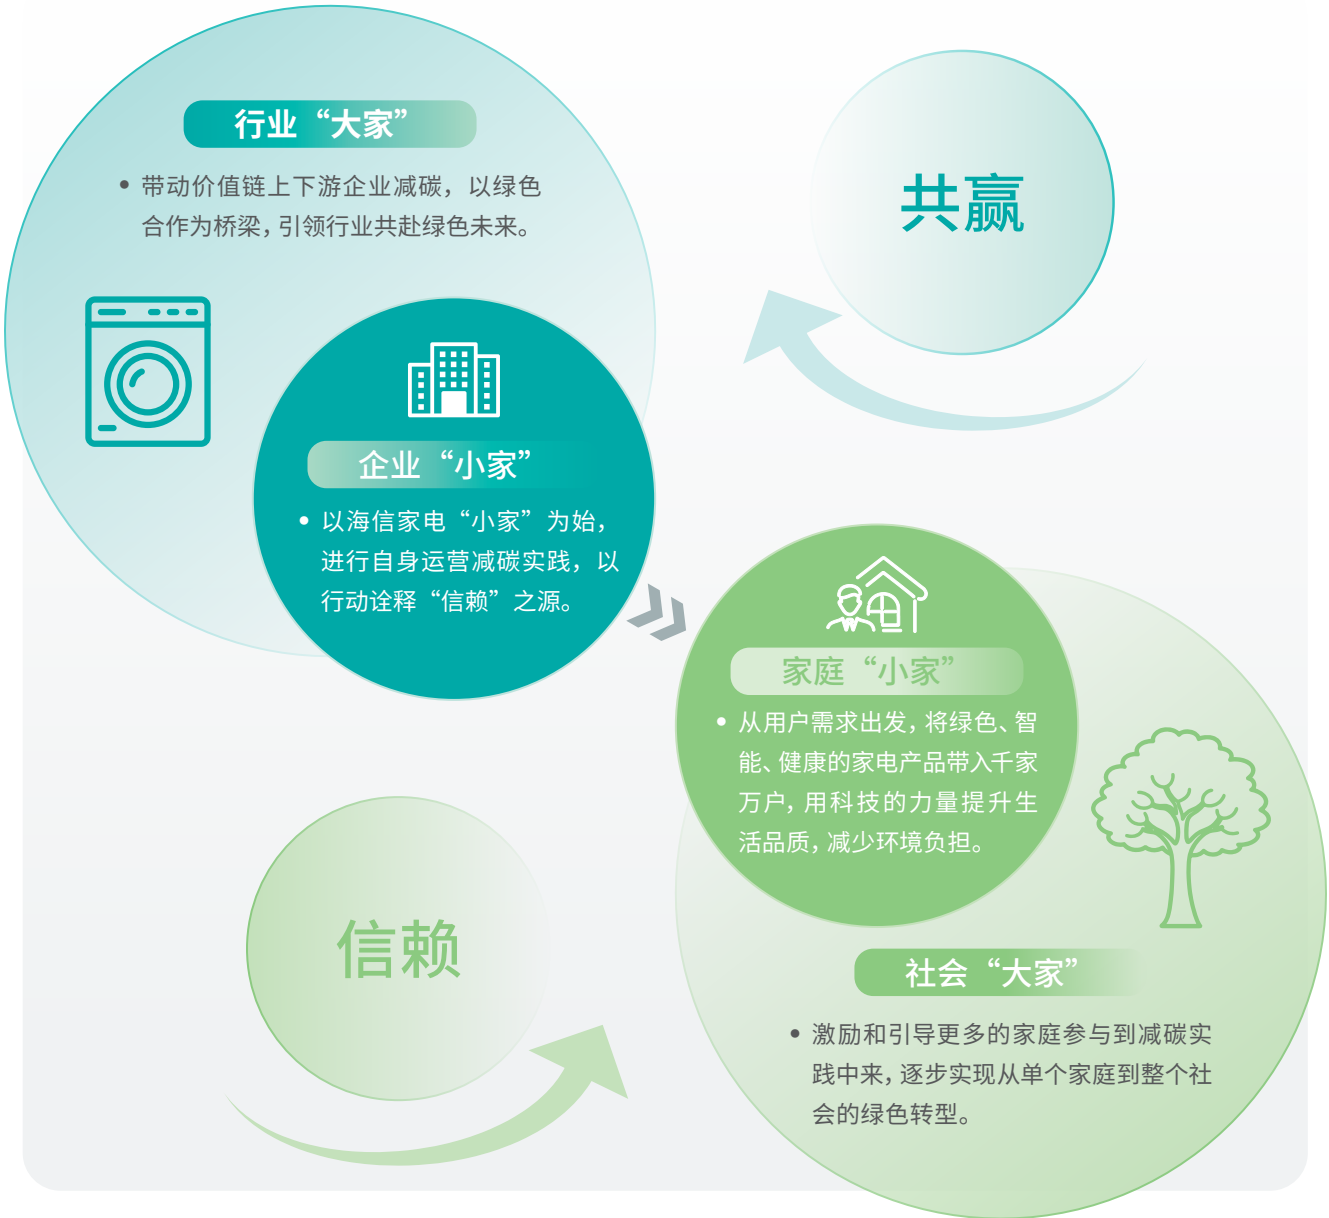 行业“大家”
带动价值链上下游企业减碳，以绿色
合作为桥梁，引领行业共赴绿色未来。
共赢
企业“小家”
以海信家电“小家”为始，
进行自身运营减碳实践，以
行动诠释“信赖”之源。
家庭“小家”
从用户需求出发，将绿色、智
能、健康的家电产品带入千家
万户，用科技的力量提升生
活品质，减少环境负担。
信赖
社会“大家”
激励和引导更多的家庭参与到减碳实
践中来，逐步实现从单个家庭到整个社
会的绿色转型。